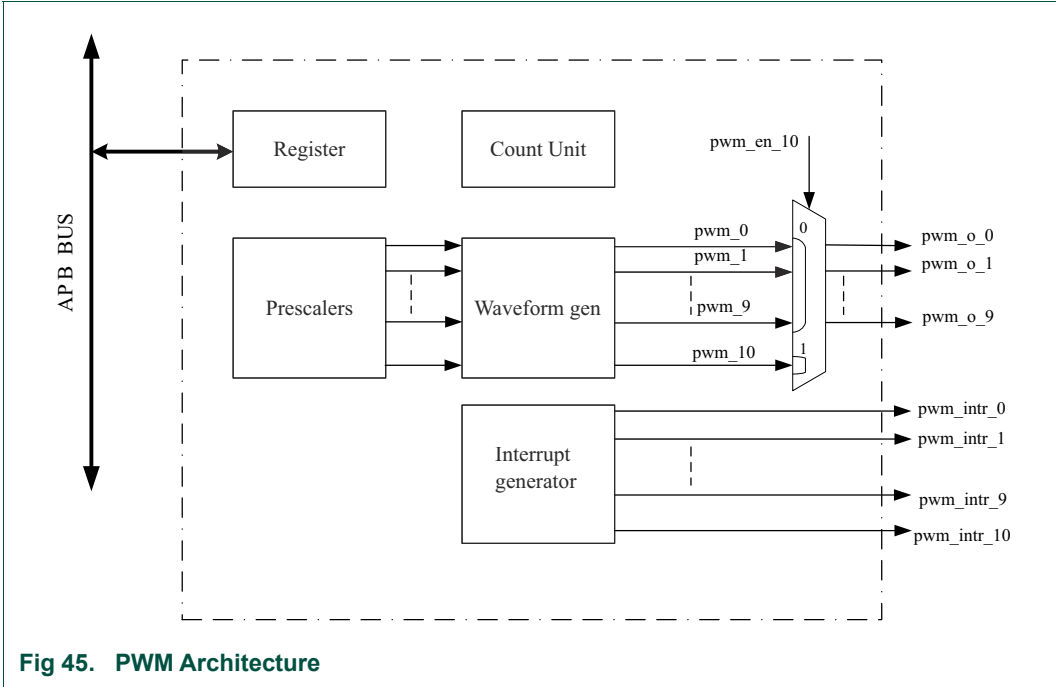 Register
Count Unit
pwm_en_10
APB BUS
Prescalers
Waveform gen
pwm_0
pwm_1
pwm_9
pwm_10
0
1
pwm_o_0
pwm_o_1
pwm_o_9
Interrupt
generator
pwm_intr_0
pwm_intr_1
pwm_intr_9
pwm_intr_10
Fig 45. PWM Architecture